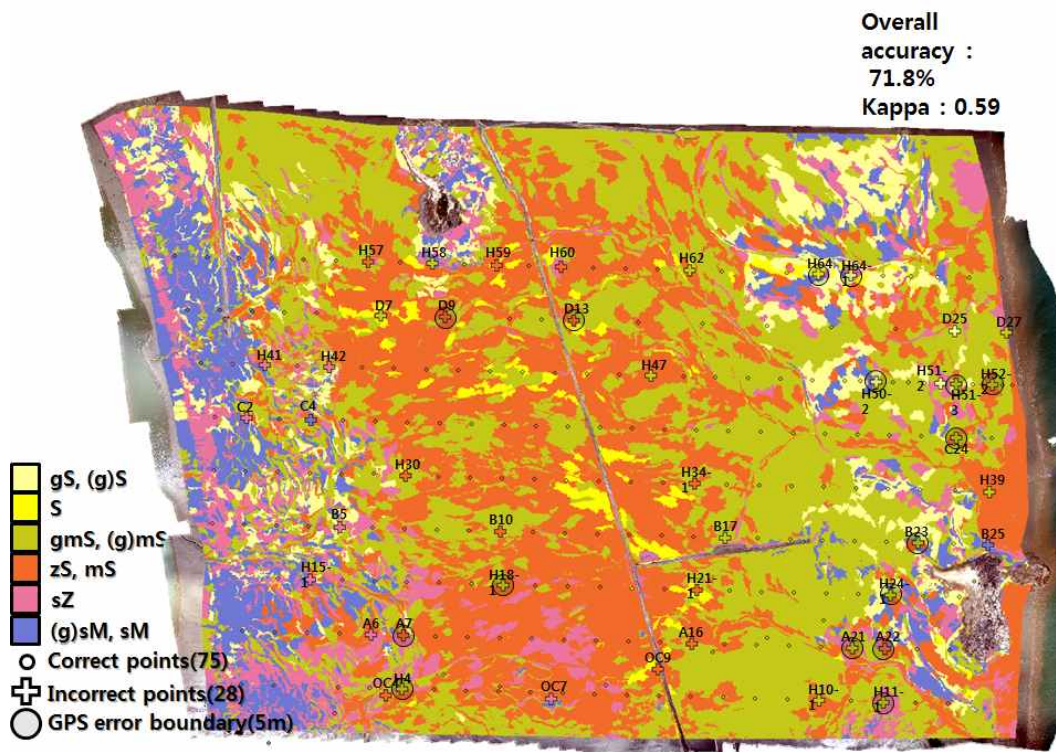 Overall
accuracy :
71.8%
Kappa : 0.59
H57
H58
H59
H60
H62
H64
H64-
1
D7
D9
D13
D25
D27
H41
H42
H47
H50-
2
H51-
2
H51-
3
H52-
2
C2
C4
C24
H30
H34-
1
H39
B5
B10
B17
B23
B25
H15-
1
H18-
1
H21-
1
H24-
A6
A7
A16
A21
A22
OC4
H4
OC7
OC9
H10-
1
H11-
1
gS, (g)S
S
gmS, (g)mS
zS, mS
sZ
(g)sM, sM
Correct points(75)
Incorrect points(28)
GPS error boundary(5m)